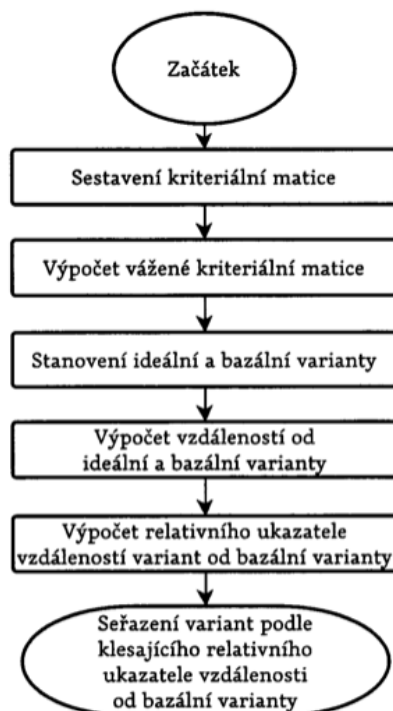 Začátek
Sestavení kriteriální matice
Výpočet vážené kriteriální matice
Stanovení ideální a bazální varianty
Výpočet vzdáleností od
ideální a bazální varianty
Výpočet relativního ukazatele
vzdáleností variant od bazální varianty
Seřazení variant podle
klesajícího relativního
ukazatele vzdálenosti
od bazální varianty